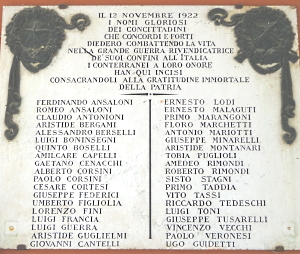 IL 12 NOVEMBRE 1922
I NOMI GLORIOSI
DEI CONCITTADINI
CHE CONCORDI E FORTI
DIEDERO COMBATTENDO LA VITA
NELLA GRANDE GUERRA RIVENDICATRICE
DE' SUOI CONFINI ALL'ITALIA
I CONTERRANEI A LORO ONORE
HAN·QUI INCISI
CONSACRANDOLI ALLA GRATITUDINE IMMORTALE
DELLA PATRIA
FERDINANDO ANSALONI
ROMEO ANSALONI
CLAUDIO ANTONIONI
ARISTIDE BERGAMI
ALESSANDRO BERSELLI
LUIGI BONINSEGNI
QUINTO BOSELLI
AMILCARE CAPELLI
GAETANO CENACCHI
ALBERTO CORSINI
PAOLO CORSINI
CESARE CORTESI
GIUSEPPE FEDERICI
UMBERTO FIGLIOLIA
LORENZO FINI
LUIGI FRANCIA
LUIGI GUERRA
ARISTIDE GUGLIELMI
GIOVANNI CANTELLI
ERNESTO LODI
ERNESTO MALAGUTI
PRIMO MARANGONI
FLORIO MARCHETTI
ANTONIO MARIOTTI
GIUSEPPE MINARELLI
ARISTIDE MONTANARI
TOBIA PUGLIOLI
AMEDEO RIMONDI
ROBERTO RIMONDI
SISTO STAGNI
PRIMO TADDIA
VITO TASSI
RICCARDO TEDESCHI
LUIGI TONI
GIUSEPPE TUSARELLI
VINCENZO VECCHI
PAOLO VERONESI
UGO GUIDETTI